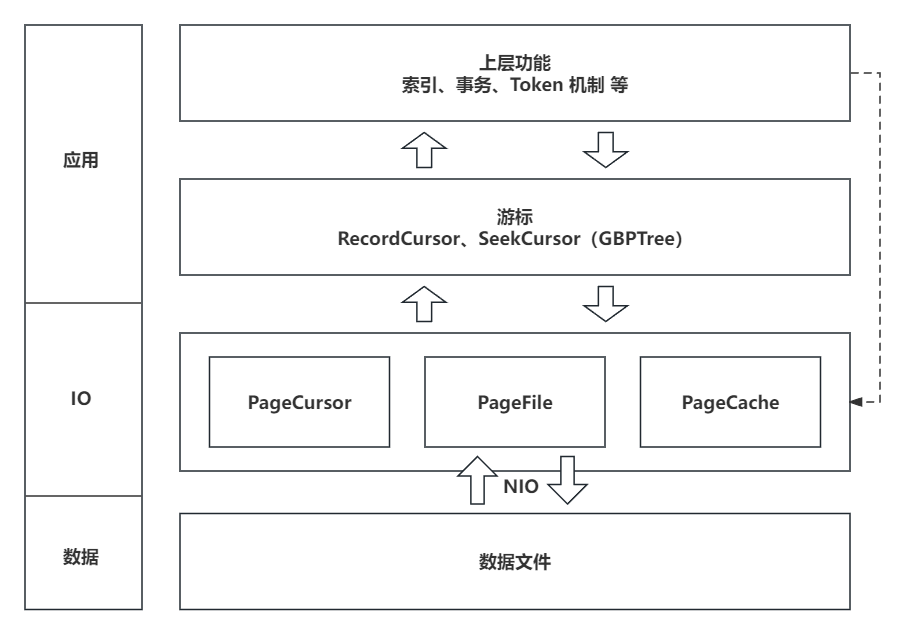 应用
上层功能
索引、事务、Token 机制 等
游标
RecordCursor、SeekCursor（GBPTree）
IO
PageCursor
PageFile
PageCache
NIO
数据
数据文件